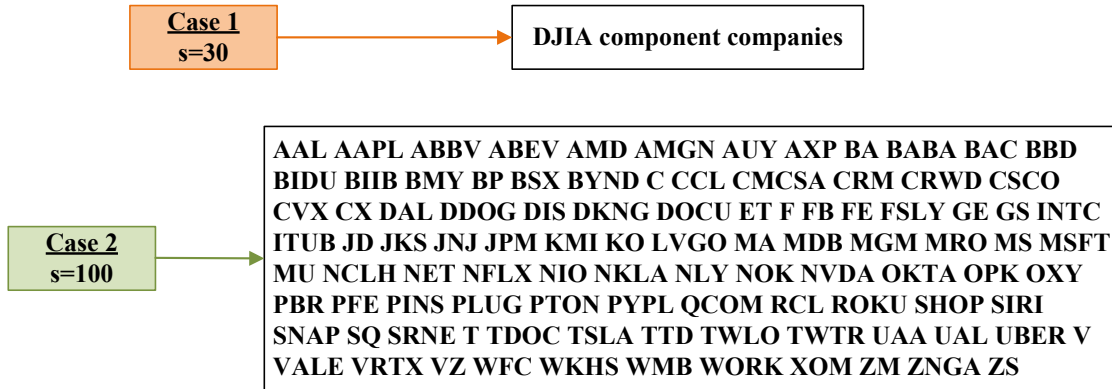 Case 1
s=30
DJIA component companies
Case 2
s=100
AAL AAPL ABBV ABEV AMD AMGN AUY AXP BA BABA BAC BBD
BIDU BIIB BMY BP BSX BYND C CCL CMCSA CRM CRWD CSCO
CVX CX DAL DDOG DIS DKNG DOCU ET F FB FE FSLY GE GS INTC
ITUB JD JKS JNJ JPM KMI KO LVGO MA MDB MGM MRO MS MSFT
MU NCLH NET NFLX NIO NKLA NLY NOK NVDA OKTA OPK OXY
PBR PFE PINS PLUG PTON PYPL QCOM RCL ROKU SHOP SIRI
SNAP SQ SRNE T TDOC TSLA TTD TWLO TWTR UAA UAL UBER V
VALE VRTX VZ WFC WKHS WMB WORK XOM ZM ZNGA ZS